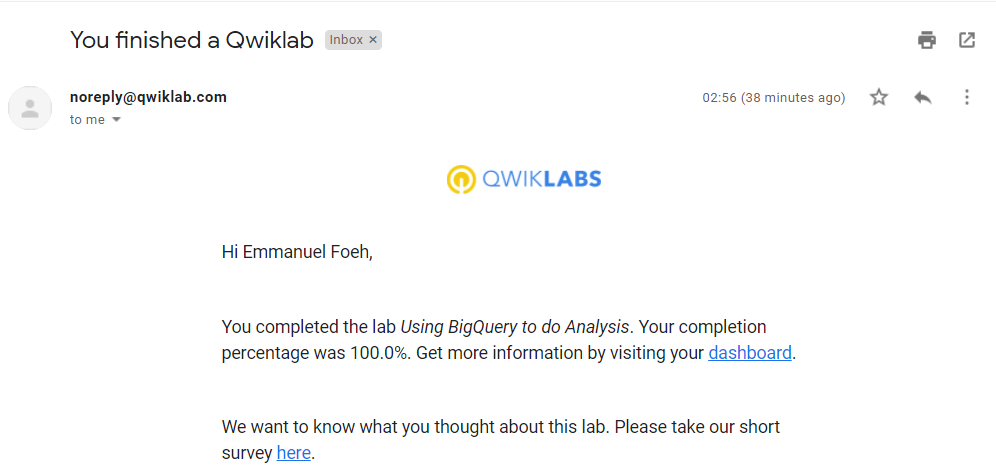 You finished a Qwiklab Inbox ×
noreply@qwiklab.com 02:56 (38 minutes ago)
to me
QWIKLABS
Hi Emmanuel Foeh,
You completed the lab Using BigQuery to do Analysis. Your completion
percentage was 100.0%. Get more information by visiting your dashboard.
We want to know what you thought about this lab. Please take our short
survey here.